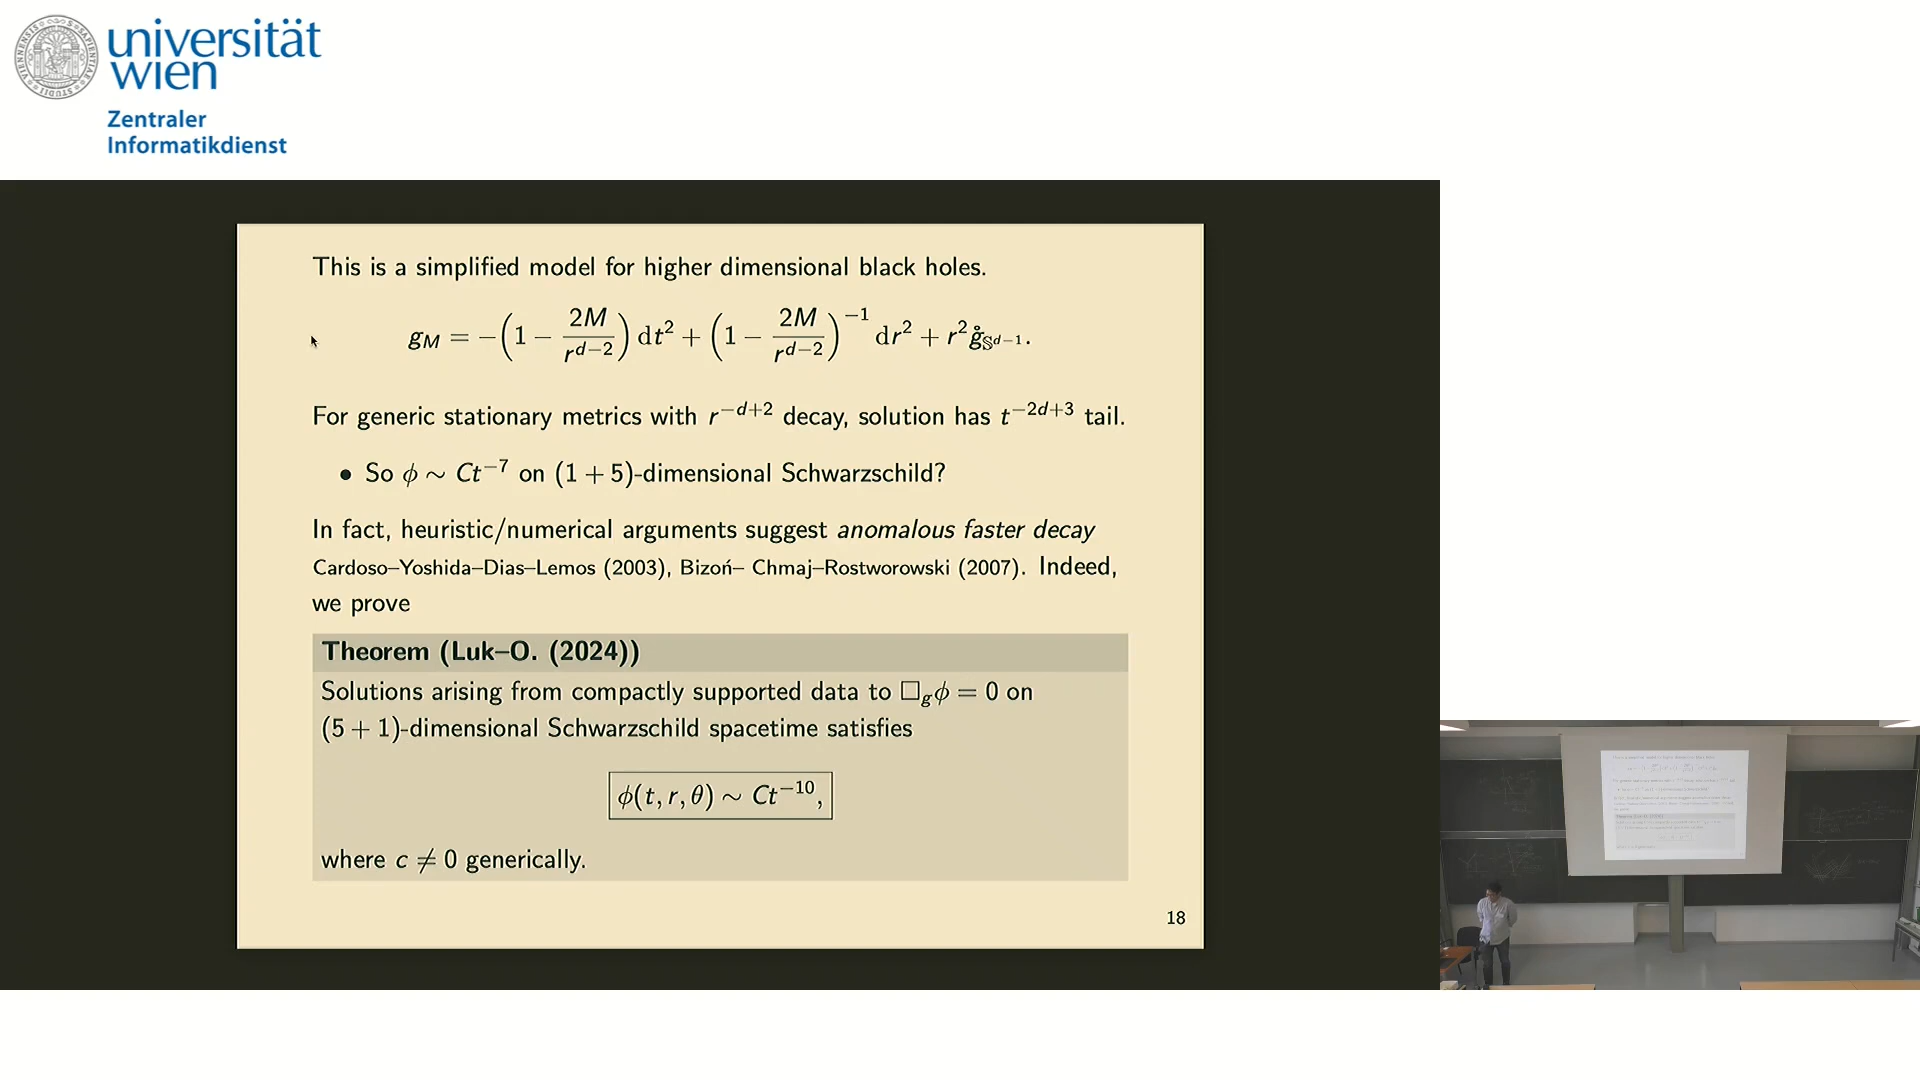 universität
wien
Zentraler
Informatikdienst
This is a simplified model for higher dimensional black holes.
g_M = −(1 − 2M/r^{d−2}) dt² + (1 − 2M/r^{d−2})^{−1} dr² + r² g̊_{𝕊^{d−1}}.
For generic stationary metrics with r^{−d+2} decay, solution has t^{−2d+3} tail.
• So ϕ ∼ Ct^{−7} on (1 + 5)-dimensional Schwarzschild?
In fact, heuristic/numerical arguments suggest anomalous faster decay
Cardoso–Yoshida–Dias–Lemos (2003), Bizoń– Chmaj–Rostworowski (2007). Indeed,
we prove
Theorem (Luk–O. (2024))
Solutions arising from compactly supported data to □_gϕ = 0 on
(5 + 1)-dimensional Schwarzschild spacetime satisfies
ϕ(t, r, θ) ∼ Ct^{−10},
where c ≠ 0 generically.
18